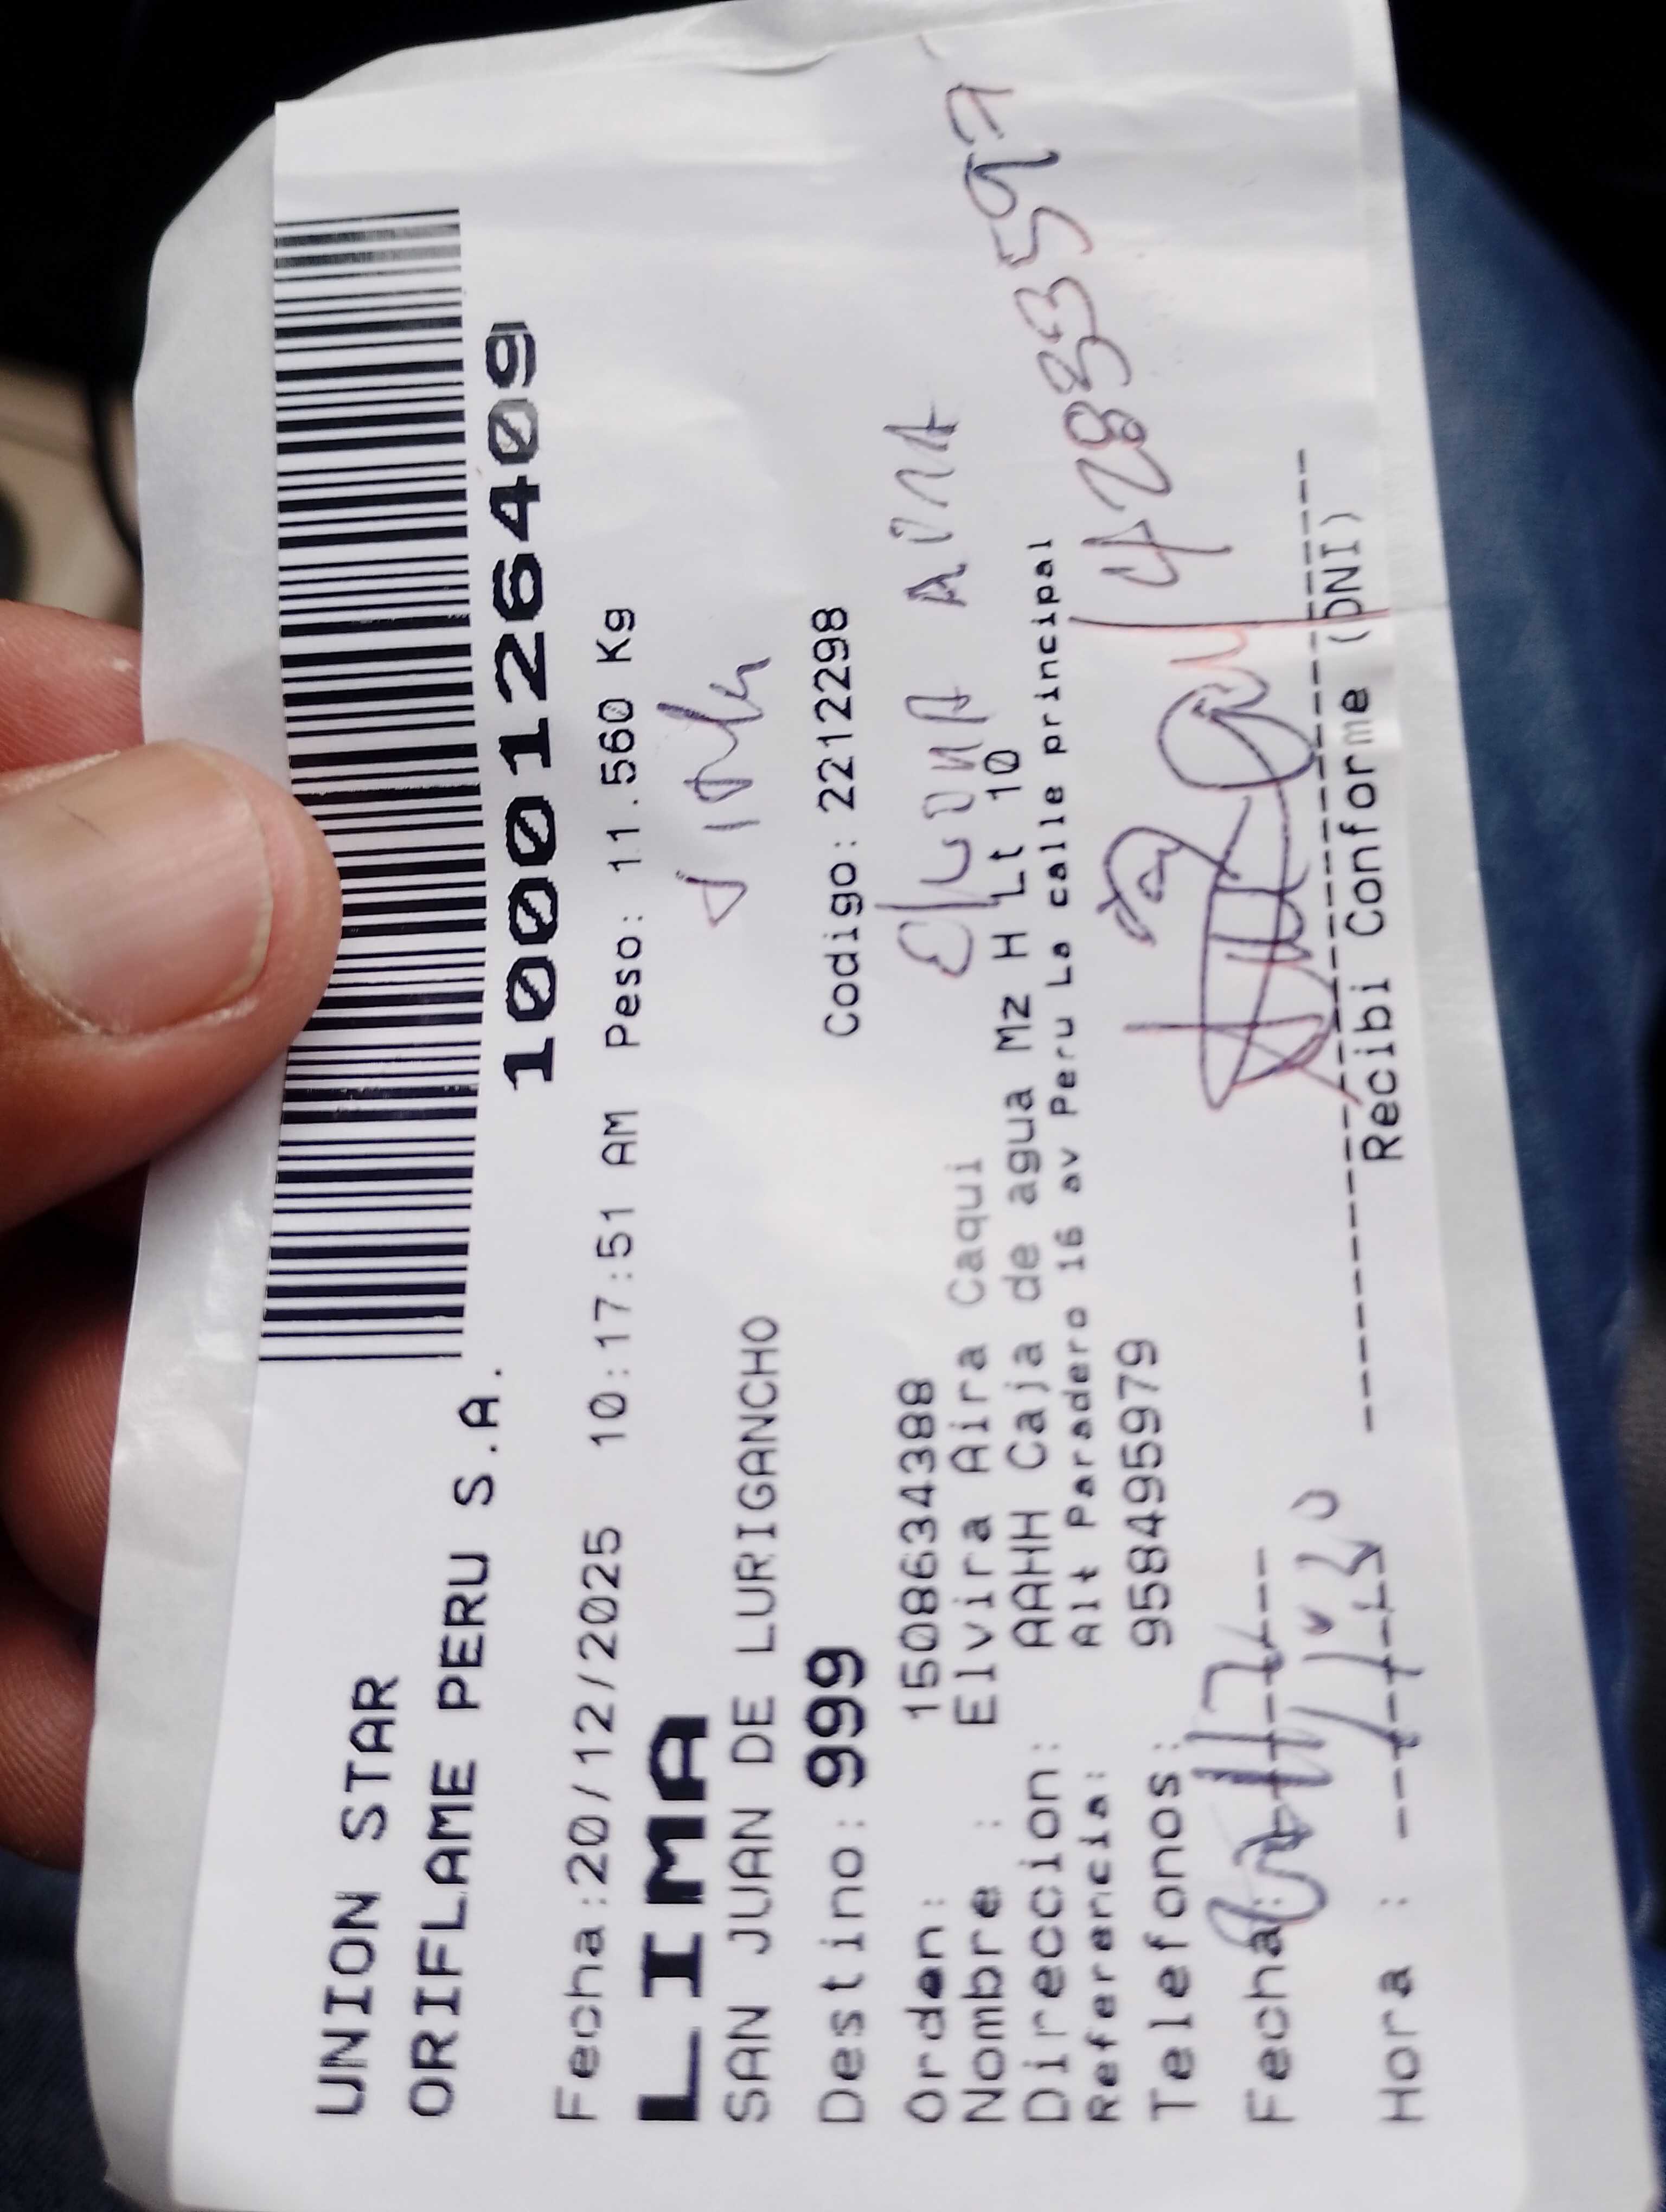 UNION STAR
ORIFLAME PERU S.A.
1000126409
Fecha:20/12/2025 10:17:51 AM Peso: 11.560 Kg
LIMA
SAN JUAN DE LURIGANCHO
Destino: 999 Codigo: 2212298
Orden: 1508634388
Nombre : Elvira Aira Caqui
Direccion: AAHH Caja de agua Mz H Lt 10
Referencia: Alt Paradero 16 av Peru La calle principal
Telefonos: 958495979
42833597
Fecha:
Hora :
Recibi Conforme (DNI)